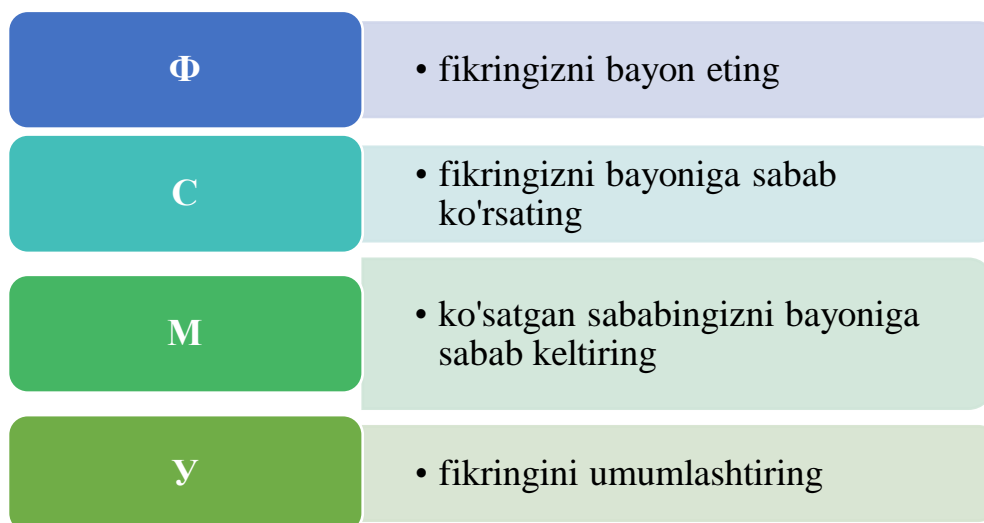 Ф
• fikringizni bayon eting
С
• fikringizni bayoniga sabab
ko'rsating
М
• ko'satgan sababingizni bayoniga
sabab keltiring
У
• fikringini umumlashtiring